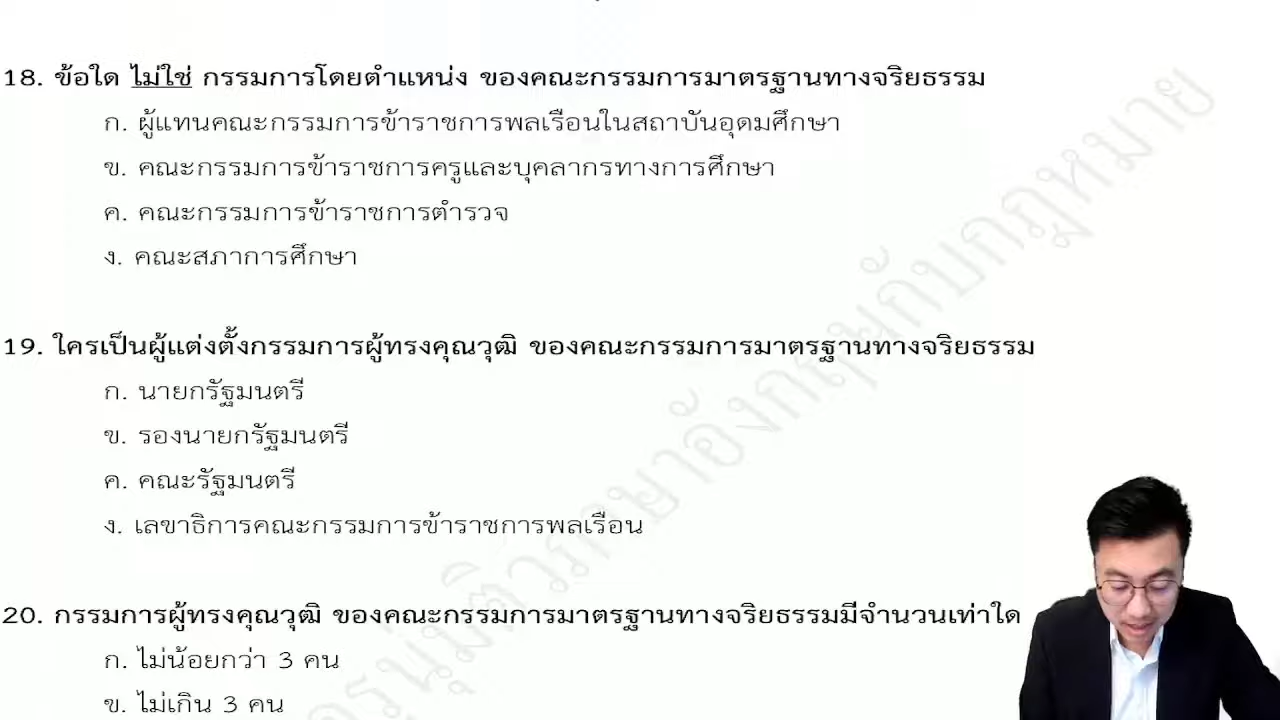 18. ข้อใด ไม่ใช่ กรรมการโดยตำแหน่ง ของคณะกรรมการมาตรฐานทางจริยธรรม
ก. ผู้แทนคณะกรรมการข้าราชการพลเรือนในสถาบันอุดมศึกษา
ข. คณะกรรมการข้าราชการครูและบุคลากรทางการศึกษา
ค. คณะกรรมการข้าราชการตำรวจ
ง. คณะสภาการศึกษา
19. ใครเป็นผู้แต่งตั้งกรรมการผู้ทรงคุณวุฒิ ของคณะกรรมการมาตรฐานทางจริยธรรม
ก. นายกรัฐมนตรี
ข. รองนายกรัฐมนตรี
ค. คณะรัฐมนตรี
ง. เลขาธิการคณะกรรมการข้าราชการพลเรือน
20. กรรมการผู้ทรงคุณวุฒิ ของคณะกรรมการมาตรฐานทางจริยธรรมมีจำนวนเท่าใด
ก. ไม่น้อยกว่า 3 คน
ข. ไม่เกิน 3 คน